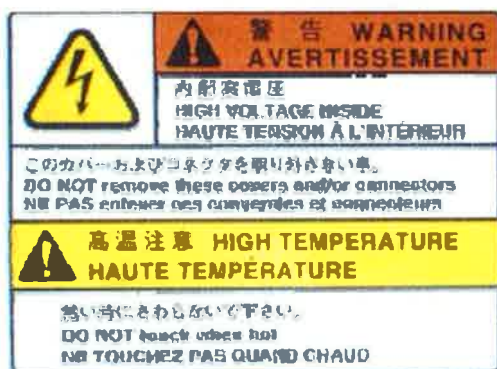 警告 WARNING
AVERTISSEMENT
内部高電圧
HIGH VOLTAGE INSIDE
HAUTE TENSION À L'INTÉRIEUR
このカバーおよびコネクタを取り外さない事。
DO NOT remove these covers and/or connectors
NE PAS enlever ces couvercles et connecteurs
高温注意 HIGH TEMPERATURE
HAUTE TEMPÉRATURE
熱い時にさわらないで下さい。
DO NOT touch when hot
NE TOUCHEZ PAS QUAND CHAUD